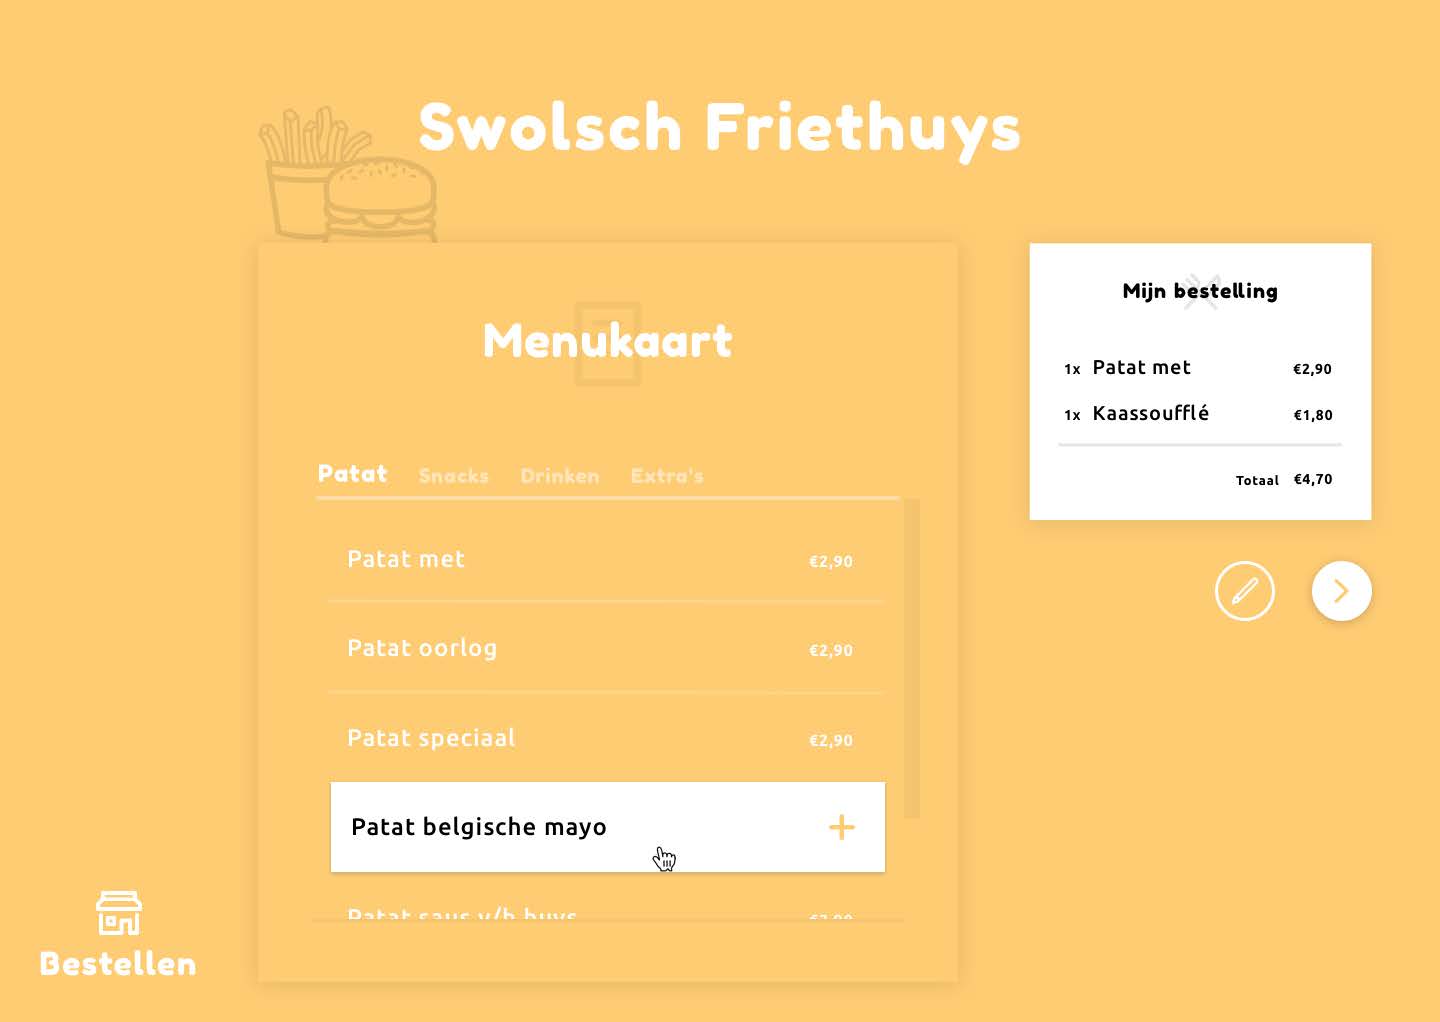 Swolsch Friethuys
Menukaart
Patat Snacks Drinken Extra's
Patat met €2,90
Patat oorlog €2,90
Patat speciaal €2,90
Patat belgische mayo +
Patat saus v/h huys €2,90
Mijn bestelling
1x Patat met €2,90
1x Kaassoufflé €1,80
Totaal €4,70
Bestellen